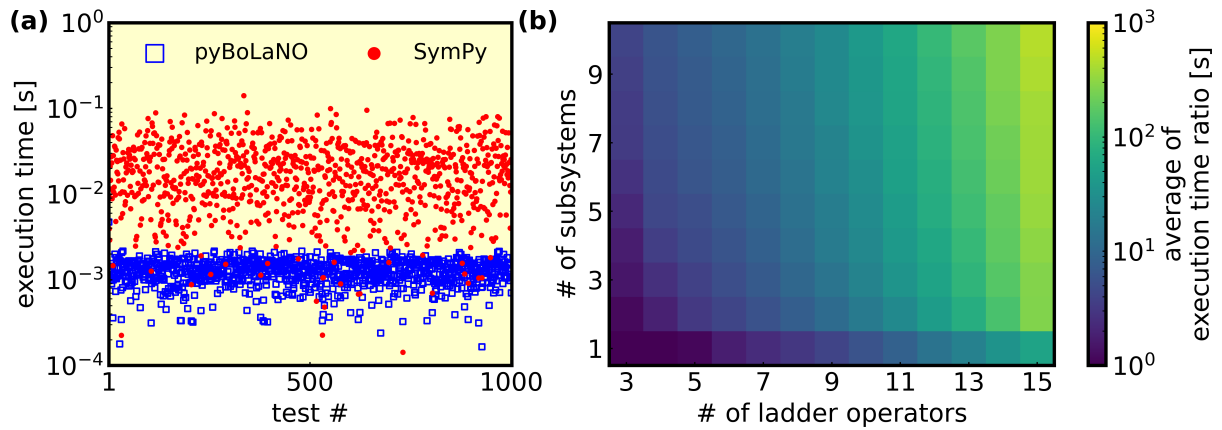 (a)
execution time [s]
10^0
10^-1
10^-2
10^-3
10^-4
pyBoLaNO
SymPy
1
500
1000
test #
(b)
# of subsystems
9
7
5
3
1
3
5
7
9
11
13
15
# of ladder operators
10^3
10^2
10^1
10^0
average of
execution time ratio [s]